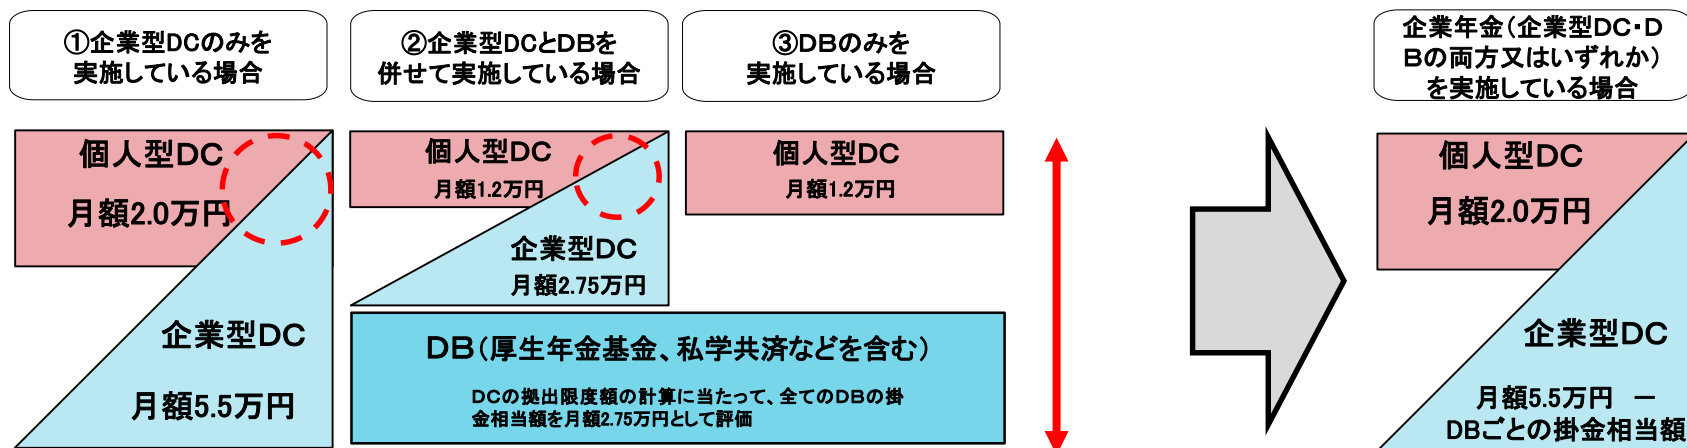 ①企業型DCのみを
実施している場合
②企業型DCとDBを
併せて実施している場合
③DBのみを
実施している場合
企業年金(企業型DC・D
Bの両方又はいずれか)
を実施している場合
個人型DC
月額2.0万円
企業型DC
月額5.5万円
個人型DC
月額1.2万円
企業型DC
月額2.75万円
個人型DC
月額1.2万円
DB(厚生年金基金、私学共済などを含む)
DCの拠出限度額の計算に当たって、全てのDBの掛
金相当額を月額2.75万円として評価
個人型DC
月額2.0万円
企業型DC
月額5.5万円 －
DBごとの掛金相当額